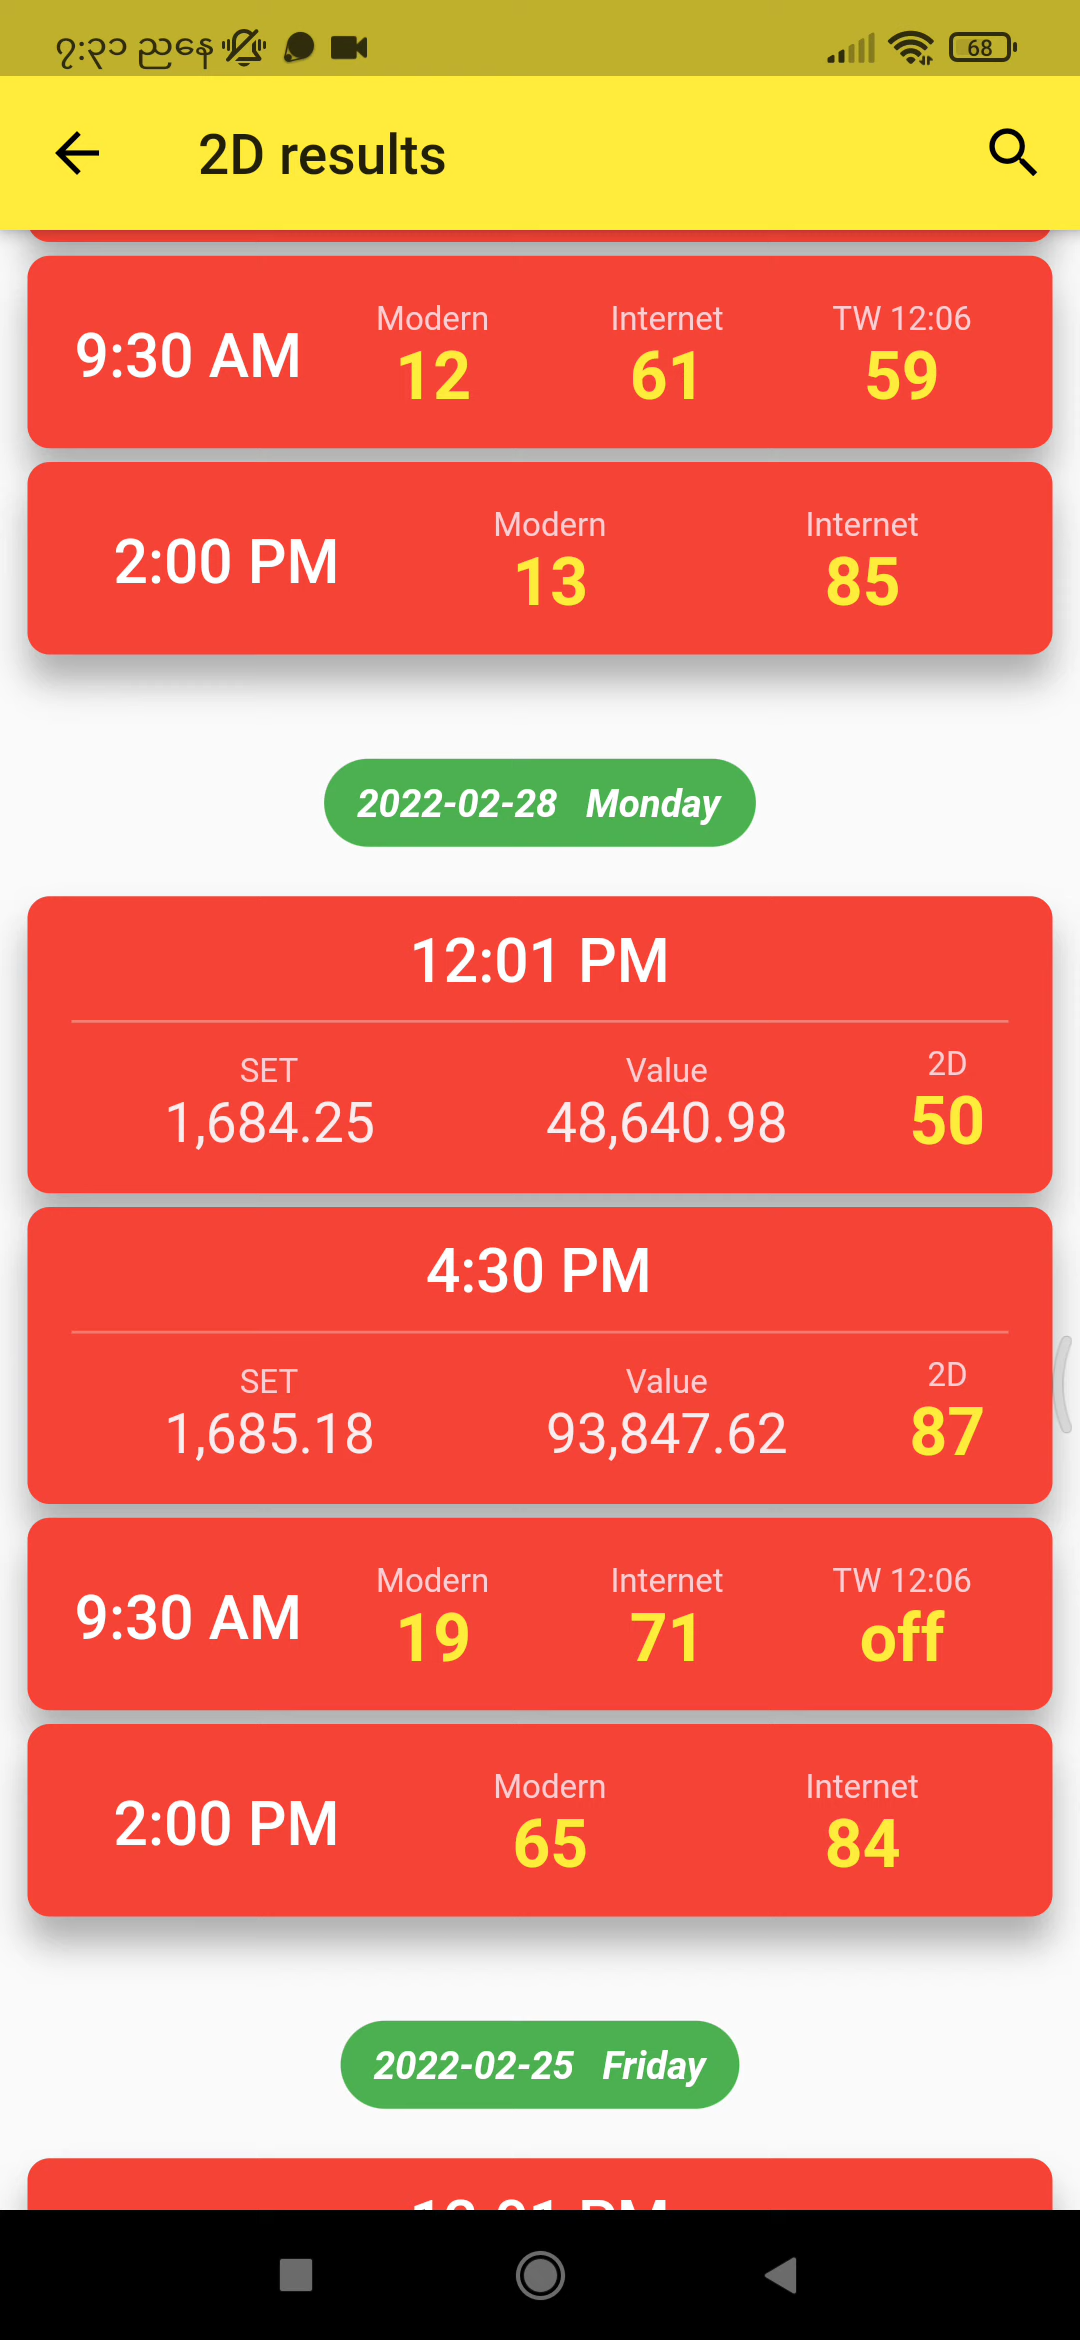 ၇:၃၁ ညနေ 68
2D results
Modern Internet TW 12:06
9:30 AM 12 61 59
Modern Internet
2:00 PM 13 85
2022-02-28 Monday
12:01 PM
SET Value 2D
1,684.25 48,640.98 50
4:30 PM
SET Value 2D
1,685.18 93,847.62 87
Modern Internet TW 12:06
9:30 AM 19 71 off
Modern Internet
2:00 PM 65 84
2022-02-25 Friday